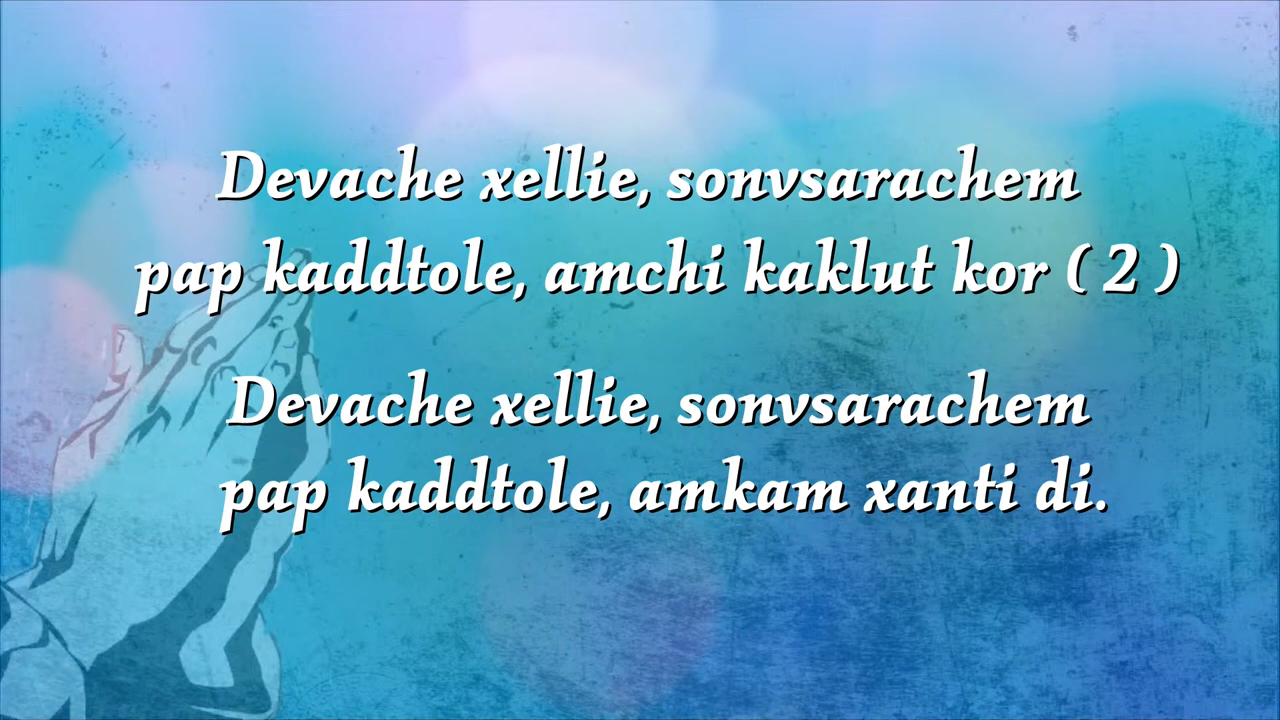 Devache xellie, sonvsarachem
pap kaddtole, amchi kaklut kor ( 2 )
Devache xellie, sonvsarachem
pap kaddtole, amkam xanti di.